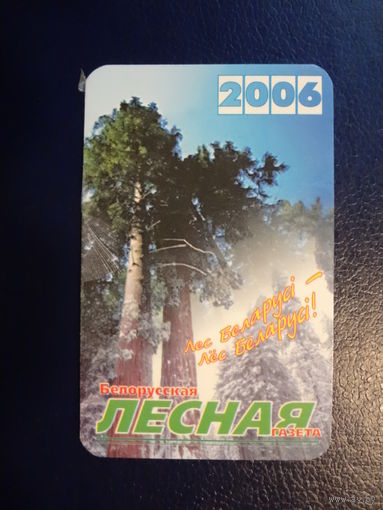 2006
Лес Беларусі –
Лёс Беларусі!
Белорусская
ЛЕСНАЯ
ГАЗЕТА